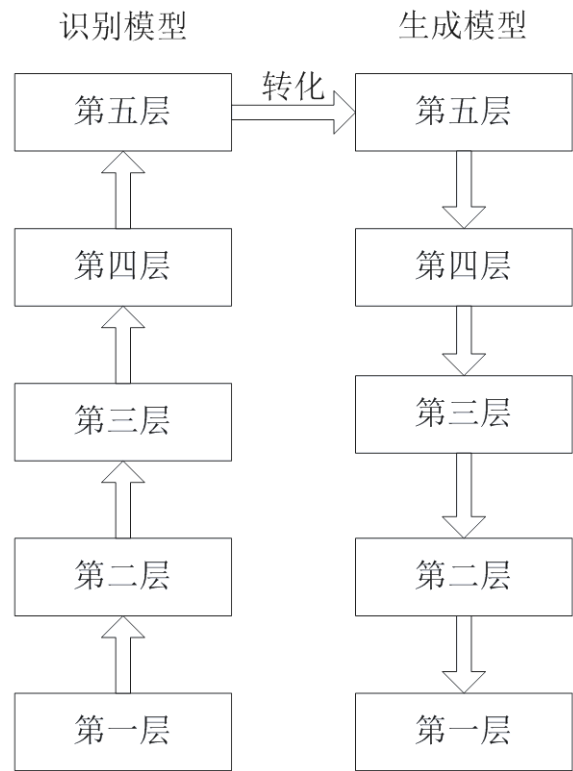 识别模型
生成模型
第五层
转化
第五层
第四层
第四层
第三层
第三层
第二层
第二层
第一层
第一层